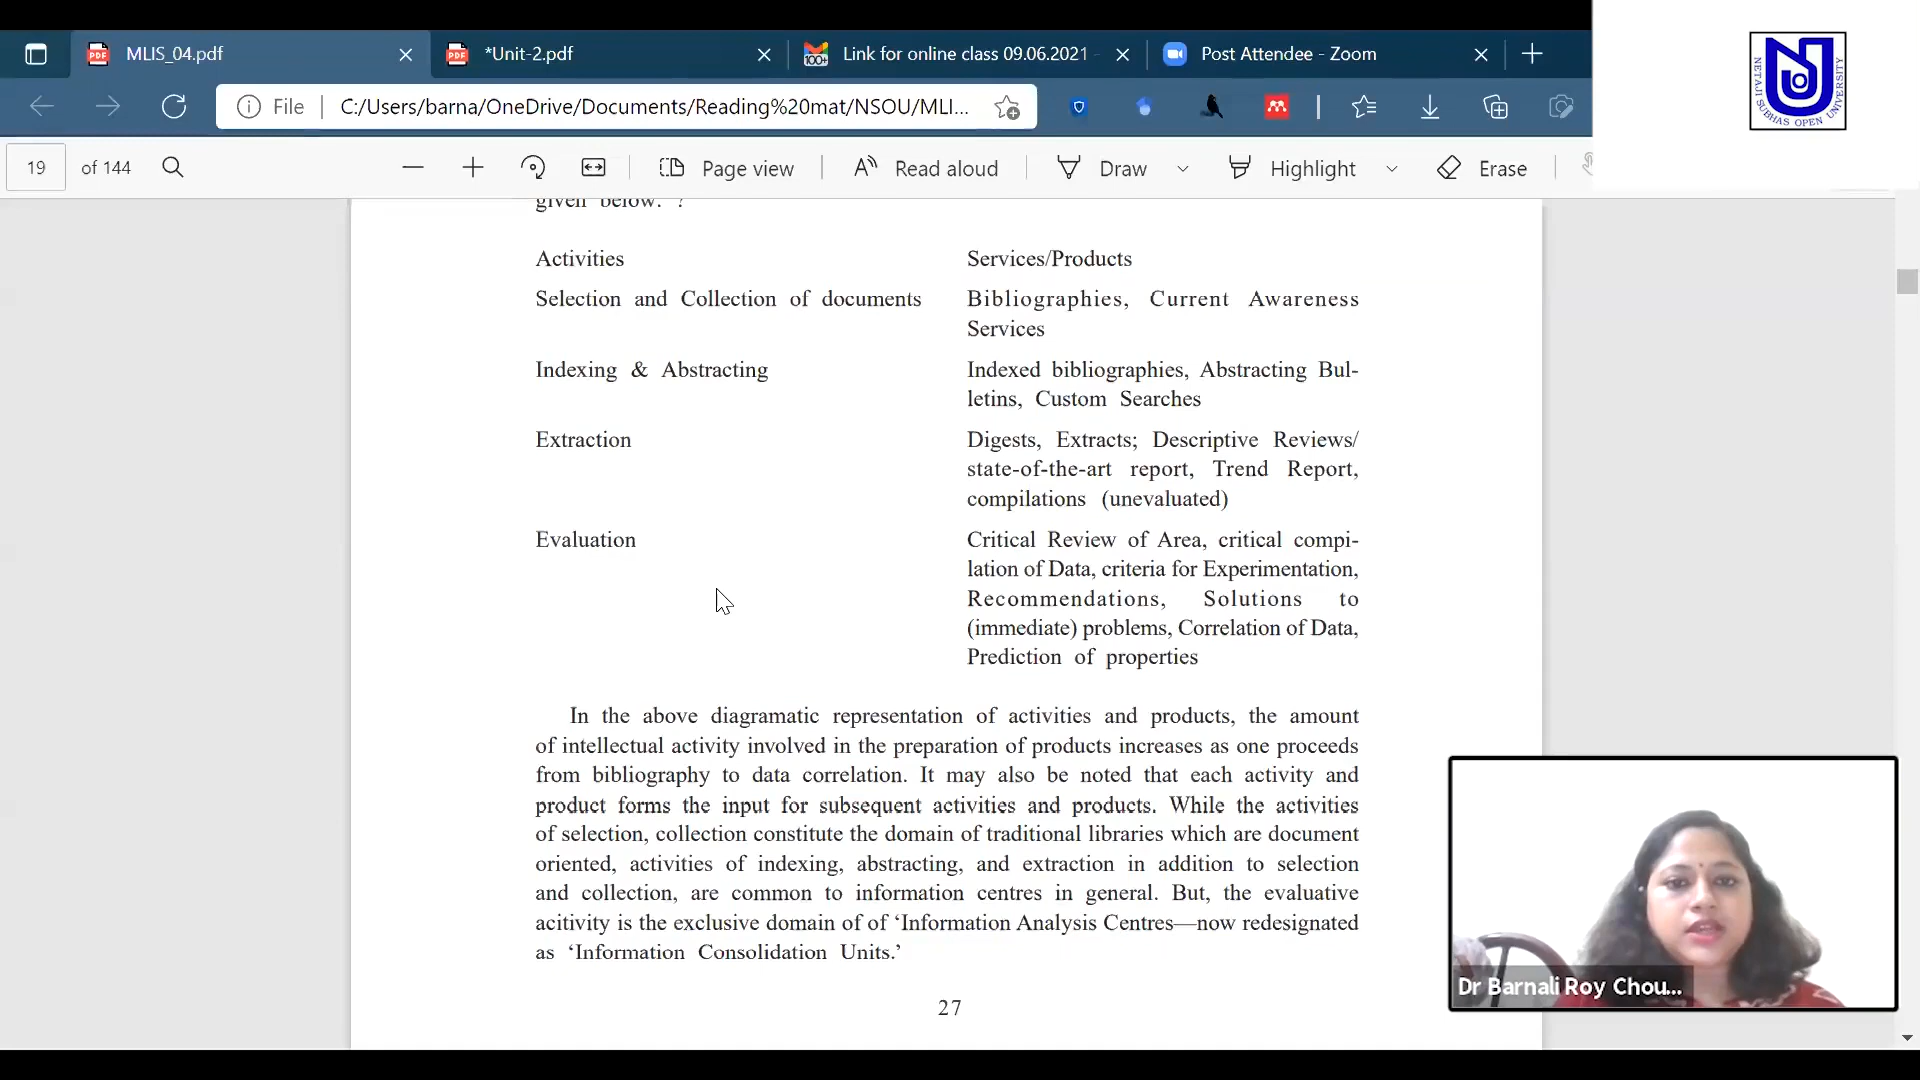 MLIS_04.pdf
*Unit-2.pdf
100+
Link for online class 09.06.2021 -
Post Attendee - Zoom
File
C:/Users/barna/OneDrive/Documents/Reading%20mat/NSOU/MLI...
19 of 144
Page view
Read aloud
Draw
Highlight
Erase
NETAJI SUBHAS OPEN UNIVERSITY
given below. ?
Activities Services/Products
Selection and Collection of documents Bibliographies, Current Awareness
Services
Indexing & Abstracting Indexed bibliographies, Abstracting Bul-
letins, Custom Searches
Extraction Digests, Extracts; Descriptive Reviews/
state-of-the-art report, Trend Report,
compilations (unevaluated)
Evaluation Critical Review of Area, critical compi-
lation of Data, criteria for Experimentation,
Recommendations, Solutions to
(immediate) problems, Correlation of Data,
Prediction of properties
In the above diagramatic representation of activities and products, the amount
of intellectual activity involved in the preparation of products increases as one proceeds
from bibliography to data correlation. It may also be noted that each activity and
product forms the input for subsequent activities and products. While the activities
of selection, collection constitute the domain of traditional libraries which are document
oriented, activities of indexing, abstracting, and extraction in addition to selection
and collection, are common to information centres in general. But, the evaluative
acitivity is the exclusive domain of of ‘Information Analysis Centres—now redesignated
as ‘Information Consolidation Units.’
27
Dr Barnali Roy Chou...